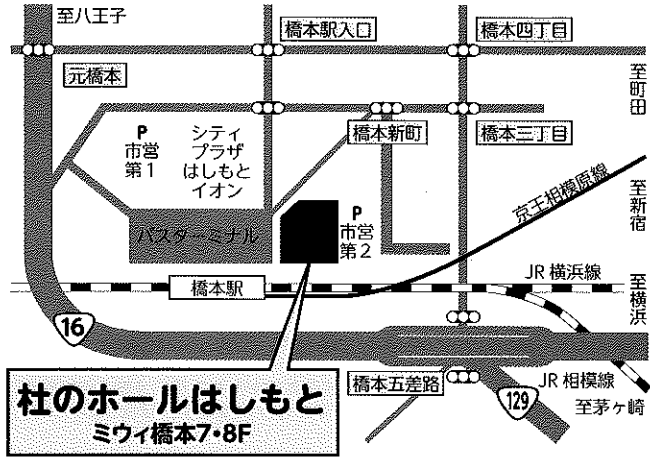 至八王子
橋本駅入口
橋本四丁目
元橋本
至町田
P
市営
第1
シティ
プラザ
はしもと
イオン
橋本新町
橋本三丁目
バスターミナル
P
市営
第2
京王相模原線
至新宿
橋本駅
JR横浜線
至横浜
16
橋本五差路
129
JR相模線
至茅ヶ崎
杜のホールはしもと
ミウィ橋本7・8F